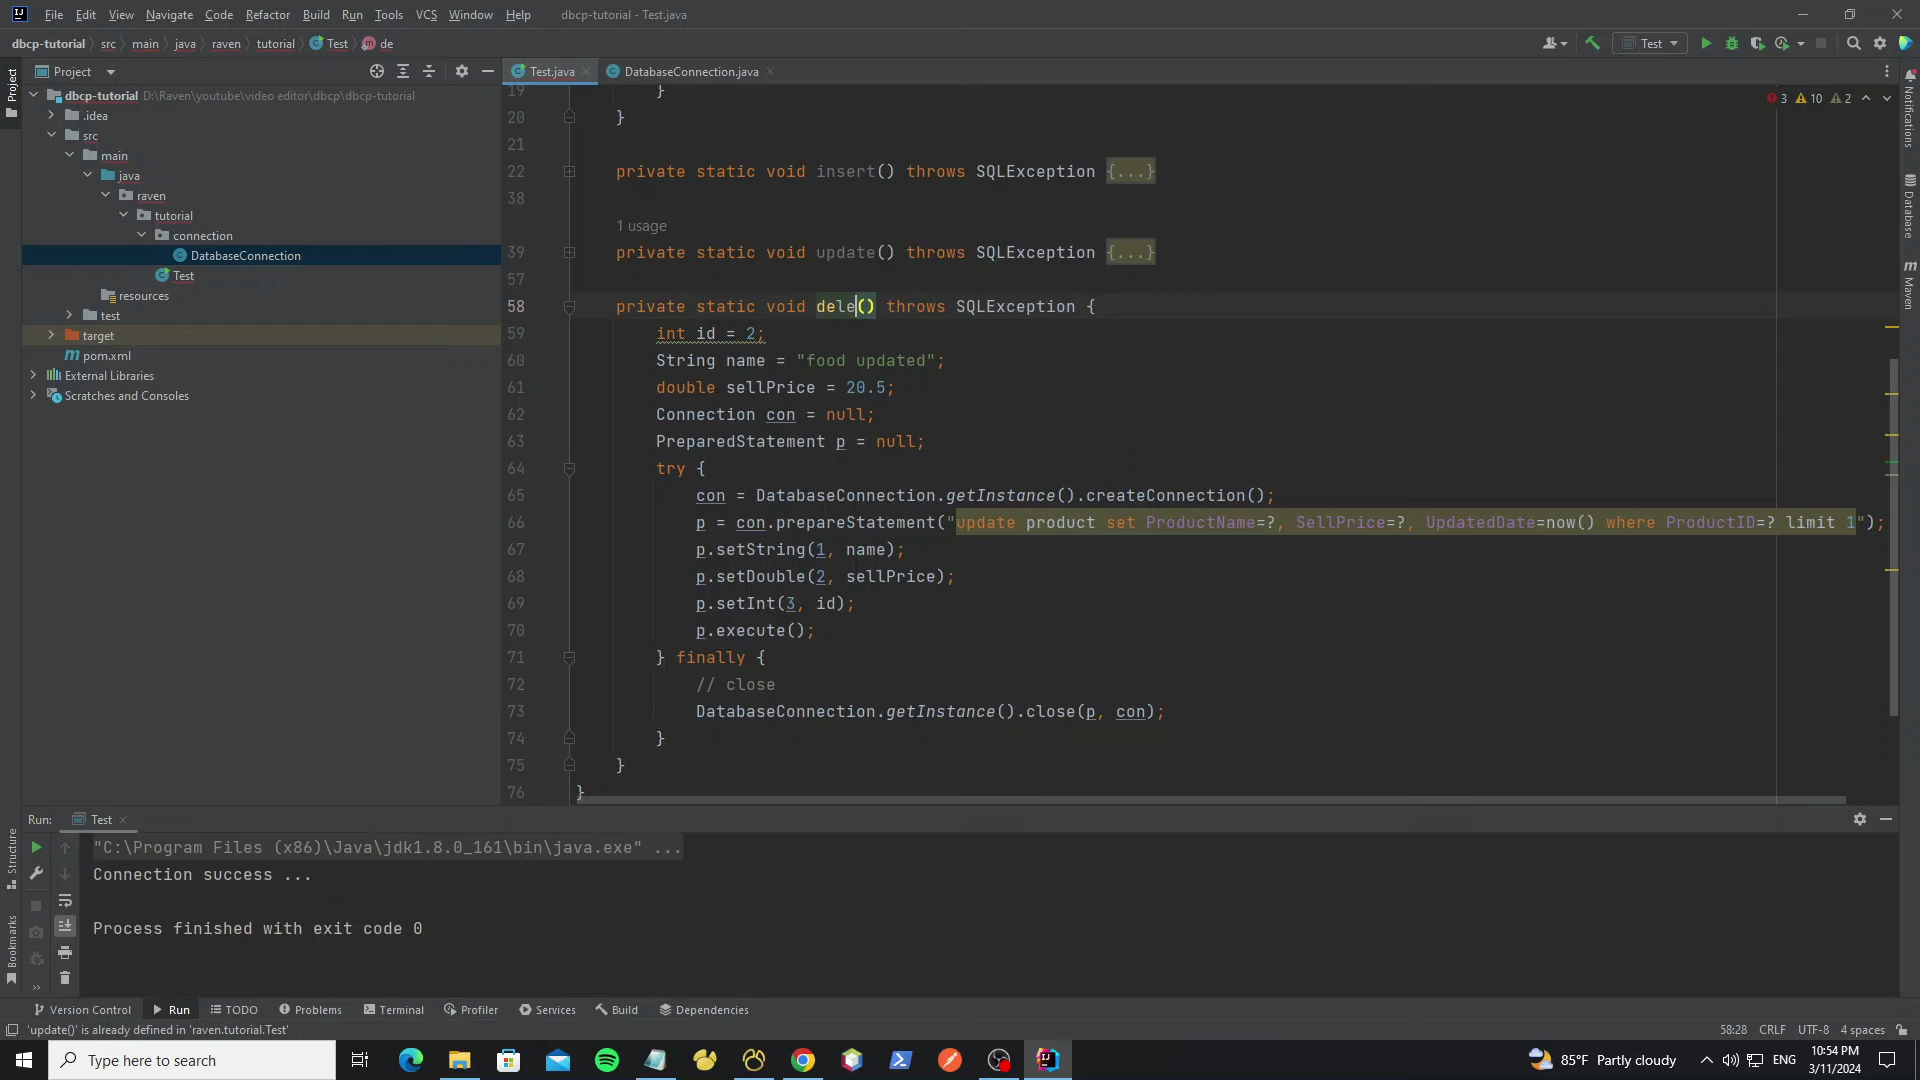 File Edit View Navigate Code Refactor Build Run Tools VCS Window Help dbcp-tutorial - Test.java
dbcp-tutorial src main java raven tutorial Test de
Test
Project
Test.java
DatabaseConnection.java
dbcp-tutorial D:\Raven\youtube\video editor\dbcp\dbcp-tutorial
.idea
src
main
java
raven
tutorial
connection
DatabaseConnection
Test
resources
test
target
pom.xml
External Libraries
Scratches and Consoles
3 10 2
19 }
20 }
21
22 private static void insert() throws SQLException {...}
38
1 usage
39 private static void update() throws SQLException {...}
57
58 private static void dele() throws SQLException {
59 int id = 2;
60 String name = "food updated";
61 double sellPrice = 20.5;
62 Connection con = null;
63 PreparedStatement p = null;
64 try {
65 con = DatabaseConnection.getInstance().createConnection();
66 p = con.prepareStatement("update product set ProductName=?, SellPrice=?, UpdatedDate=now() where ProductID=? limit 1");
67 p.setString(1, name);
68 p.setDouble(2, sellPrice);
69 p.setInt(3, id);
70 p.execute();
71 } finally {
72 // close
73 DatabaseConnection.getInstance().close(p, con);
74 }
75 }
76 }
Project
Structure
Bookmarks
Notifications
Database
Maven
Run: Test
"C:\Program Files (x86)\Java\jdk1.8.0_161\bin\java.exe" ...
Connection success ...
Process finished with exit code 0
Version Control Run TODO Problems Terminal Profiler Services Build Dependencies
'update()' is already defined in 'raven.tutorial.Test' 58:28 CRLF UTF-8 4 spaces
Type here to search
85°F Partly cloudy ENG
10:54 PM
3/11/2024